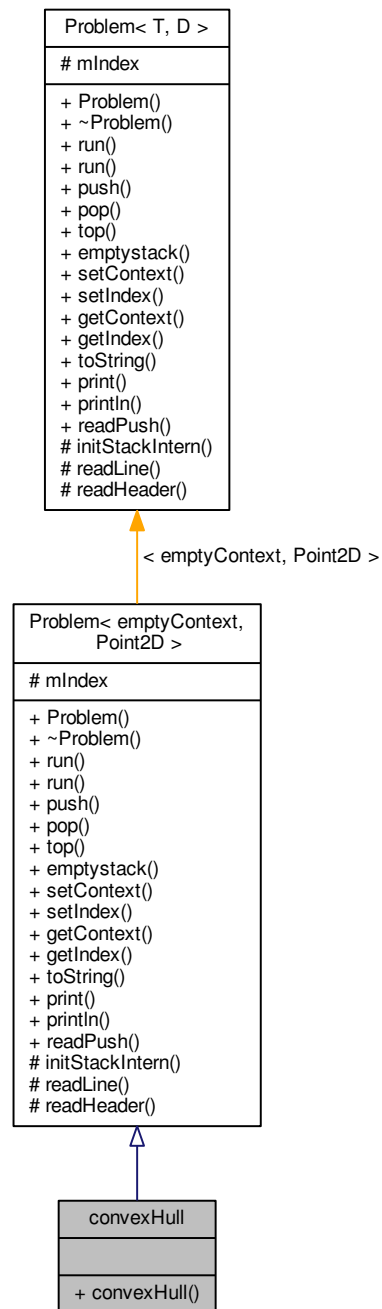 Problem< T, D >
# mIndex
+ Problem()
+ ~Problem()
+ run()
+ run()
+ push()
+ pop()
+ top()
+ emptystack()
+ setContext()
+ setIndex()
+ getContext()
+ getIndex()
+ toString()
+ print()
+ println()
+ readPush()
# initStackIntern()
# readLine()
# readHeader()
< emptyContext, Point2D >
Problem< emptyContext,
Point2D >
# mIndex
+ Problem()
+ ~Problem()
+ run()
+ run()
+ push()
+ pop()
+ top()
+ emptystack()
+ setContext()
+ setIndex()
+ getContext()
+ getIndex()
+ toString()
+ print()
+ println()
+ readPush()
# initStackIntern()
# readLine()
# readHeader()
convexHull
+ convexHull()